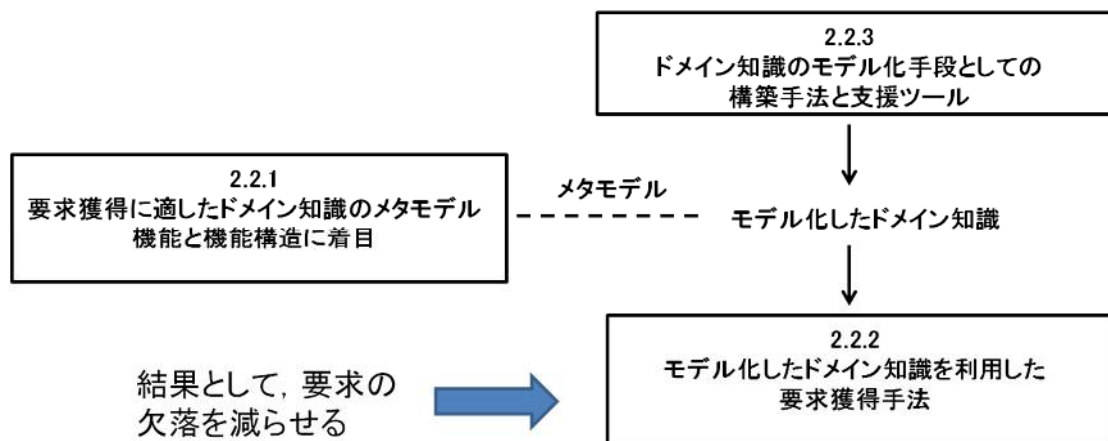 2.2.3
ドメイン知識のモデル化手段としての
構築手法と支援ツール
2.2.1
要求獲得に適したドメイン知識のメタモデル
機能と機能構造に着目
メタモデル
モデル化したドメイン知識
2.2.2
モデル化したドメイン知識を利用した
要求獲得手法
結果として，要求の
欠落を減らせる